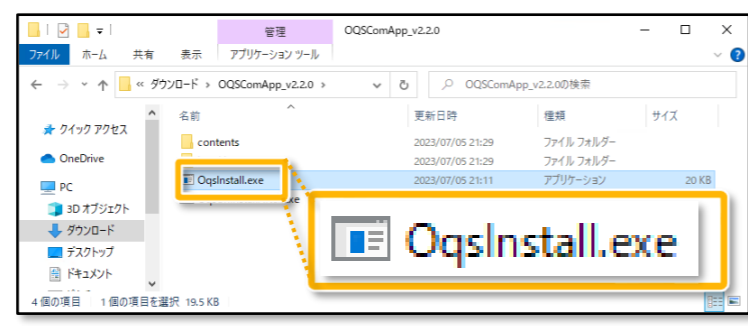 管理
OQSComApp_v2.2.0
ファイル
ホーム
共有
表示
アプリケーション ツール
« ダウンロード › OQSComApp_v2.2.0 ›
OQSComApp_v2.2.0の検索
名前
更新日時
種類
サイズ
クイック アクセス
OneDrive
PC
3D オブジェクト
ダウンロード
デスクトップ
ドキュメント
contents
2023/07/05 21:29
ファイル フォルダー
2023/07/05 21:29
ファイル フォルダー
OqsInstall.exe
2023/07/05 21:11
アプリケーション
20 KB
OqsInstall.exe
4 個の項目
1 個の項目を選択 19.5 KB